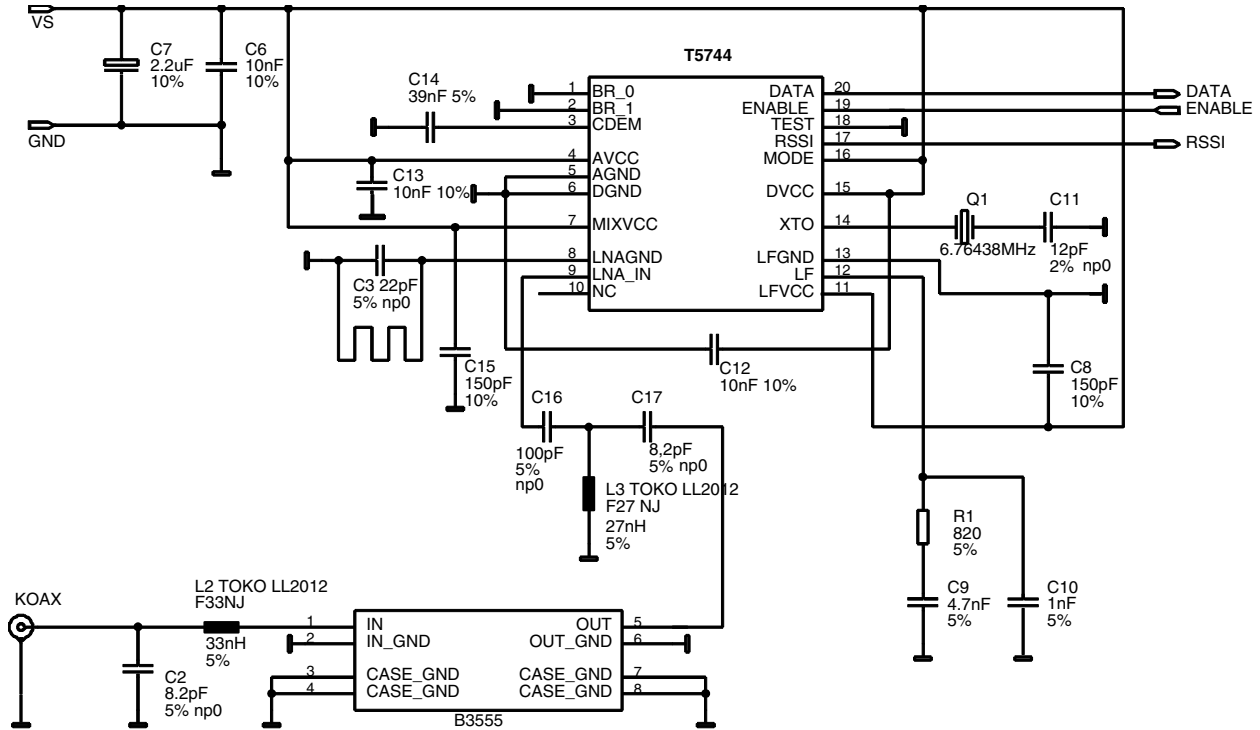 VS
C7
2.2uF
10%
C6
10nF
10%
GND
C14
39nF 5%
T5744
1 BR_0
2 BR_1
3 CDEM
4 AVCC
5 AGND
6 DGND
7 MIXVCC
8 LNAGND
9 LNA_IN
10 NC
DATA 20
ENABLE 19
TEST 18
RSSI 17
MODE 16
DVCC 15
XTO 14
LFGND 13
LF 12
LFVCC 11
DATA
ENABLE
RSSI
C13
10nF 10%
Q1
6.76438MHz
C11
12pF
2% np0
C3 22pF
5% np0
C15
150pF
10%
C12
10nF 10%
C8
150pF
10%
C16
100pF
5%
np0
C17
8,2pF
5% np0
L3 TOKO LL2012
F27 NJ
27nH
5%
R1
820
5%
C9
4.7nF
5%
C10
1nF
5%
KOAX
L2 TOKO LL2012
F33NJ
33nH
5%
C2
8.2pF
5% np0
1 IN
2 IN_GND
3 CASE_GND
4 CASE_GND
OUT 5
OUT_GND 6
CASE_GND 7
CASE_GND 8
B3555